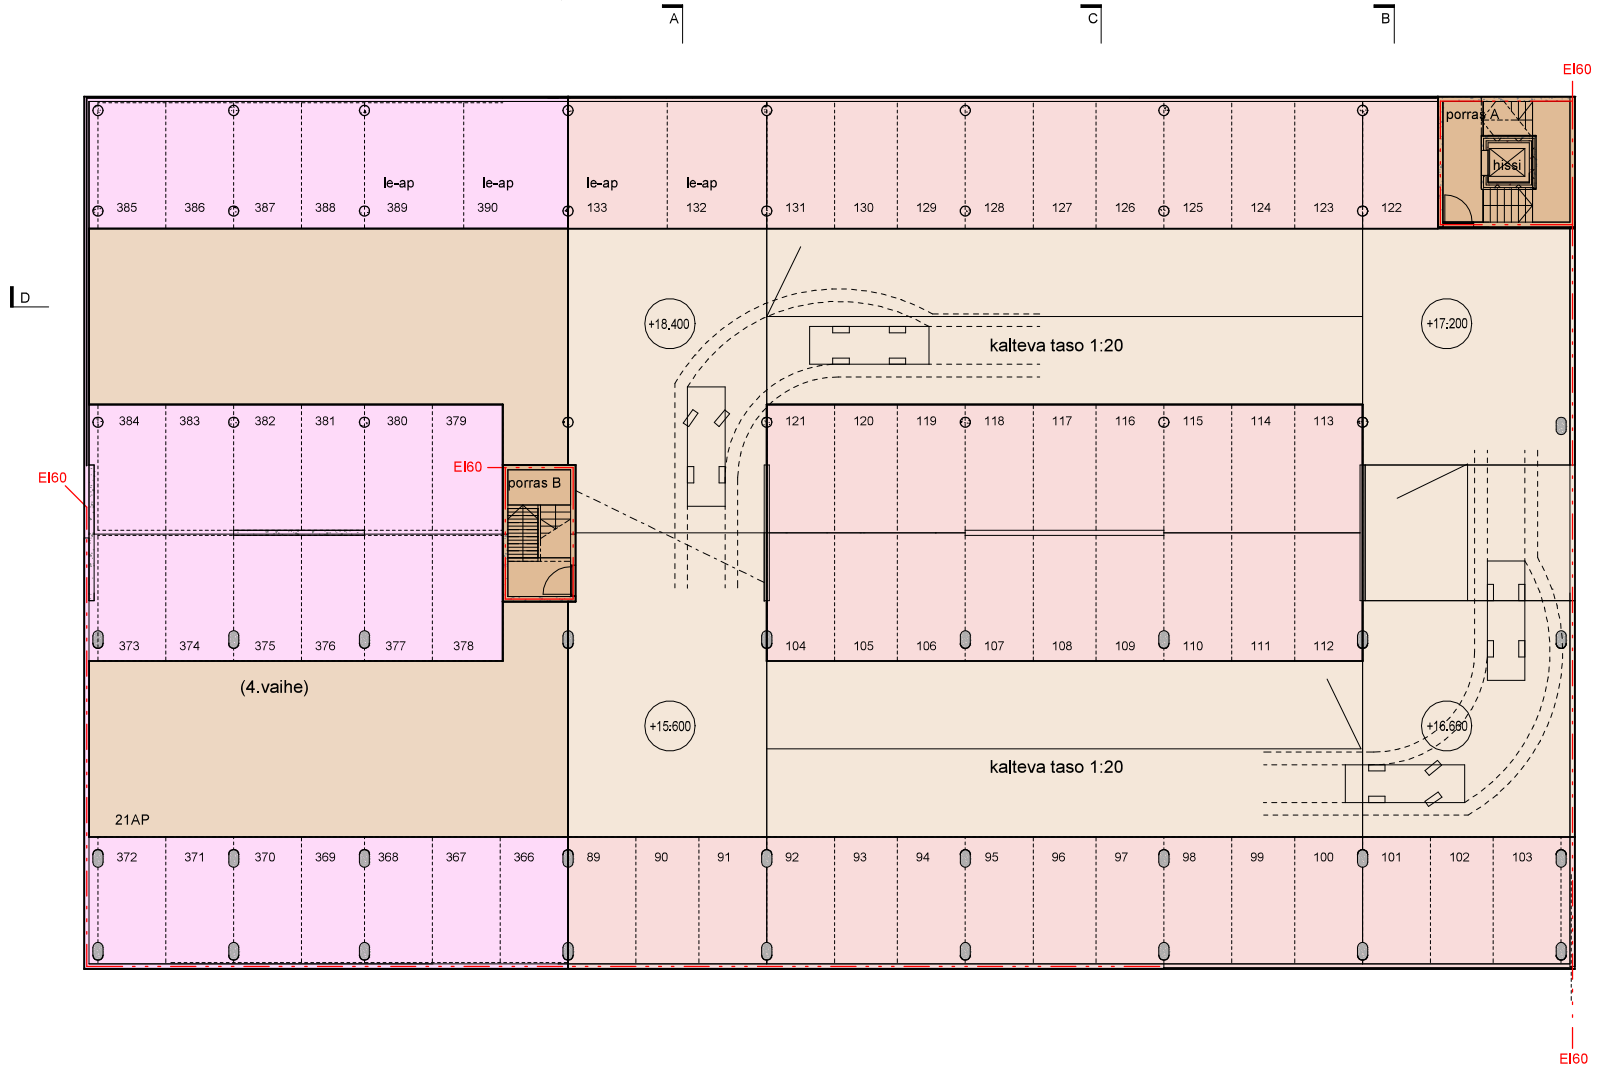 A C B
EI60
porras A
hissi
le-ap le-ap le-ap le-ap
385 386 387 388 389 390 133 132 131 130 129 128 127 126 125 124 123 122
D
+18.400 +17.200
kalteva taso 1:20
384 383 382 381 380 379 121 120 119 118 117 116 115 114 113
EI60
EI60
porras B
373 374 375 376 377 378 104 105 106 107 108 109 110 111 112
(4.vaihe)
+15.600 +16.660
kalteva taso 1:20
21AP
372 371 370 369 368 367 366 89 90 91 92 93 94 95 96 97 98 99 100 101 102 103
EI60